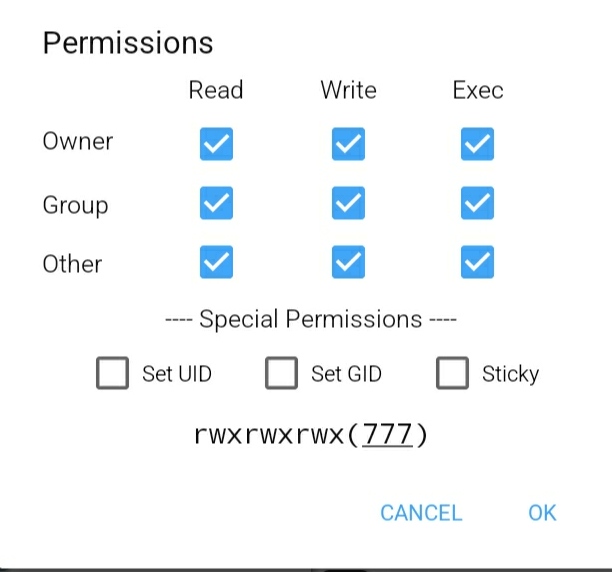 Permissions
Read Write Exec
Owner
Group
Other
---- Special Permissions ----
Set UID Set GID Sticky
rwxrwxrwx(777)
CANCEL OK